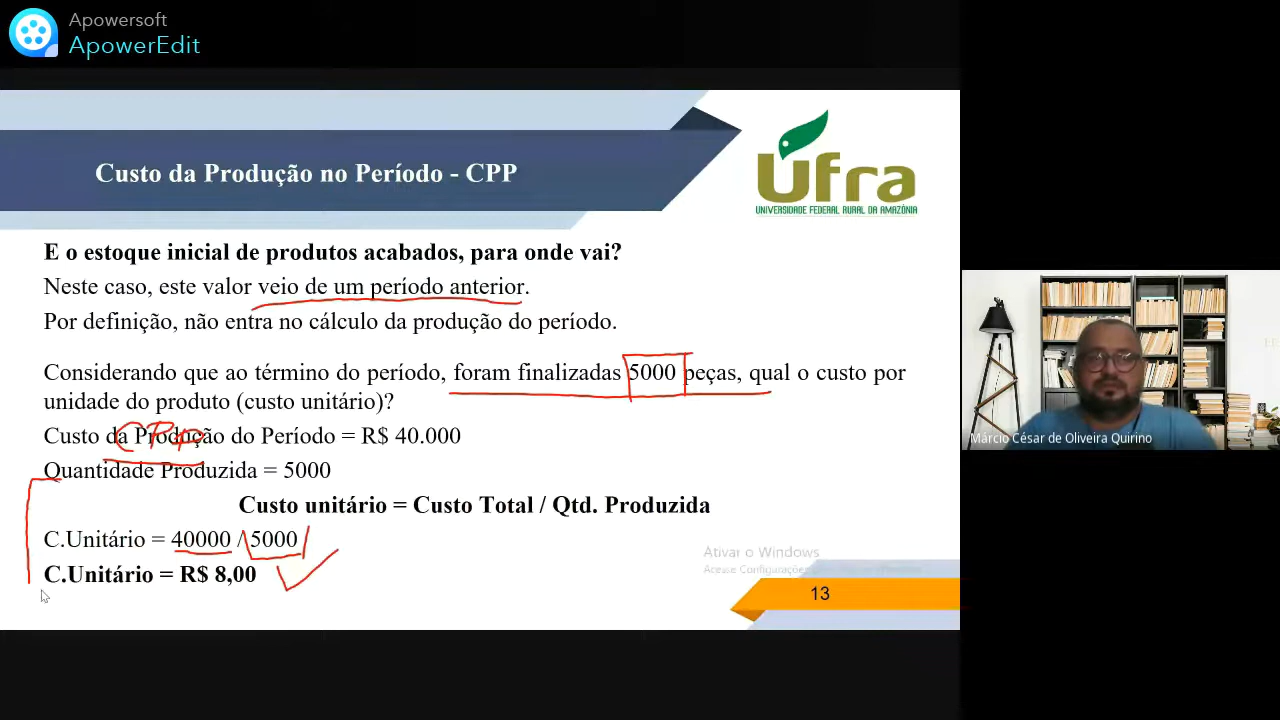 Apowersoft
ApowerEdit
Custo da Produção no Período - CPP
Ufra
UNIVERSIDADE FEDERAL RURAL DA AMAZÔNIA
E o estoque inicial de produtos acabados, para onde vai?
Neste caso, este valor veio de um período anterior.
Por definição, não entra no cálculo da produção do período.
Considerando que ao término do período, foram finalizadas 5000 peças, qual o custo por
unidade do produto (custo unitário)?
Custo da Produção do Período = R$ 40.000
CPP
Quantidade Produzida = 5000
Custo unitário = Custo Total / Qtd. Produzida
C.Unitário = 40000 / 5000
C.Unitário = R$ 8,00
Ativar o Windows
Acesse Configurações
13
Márcio César de Oliveira Quirino